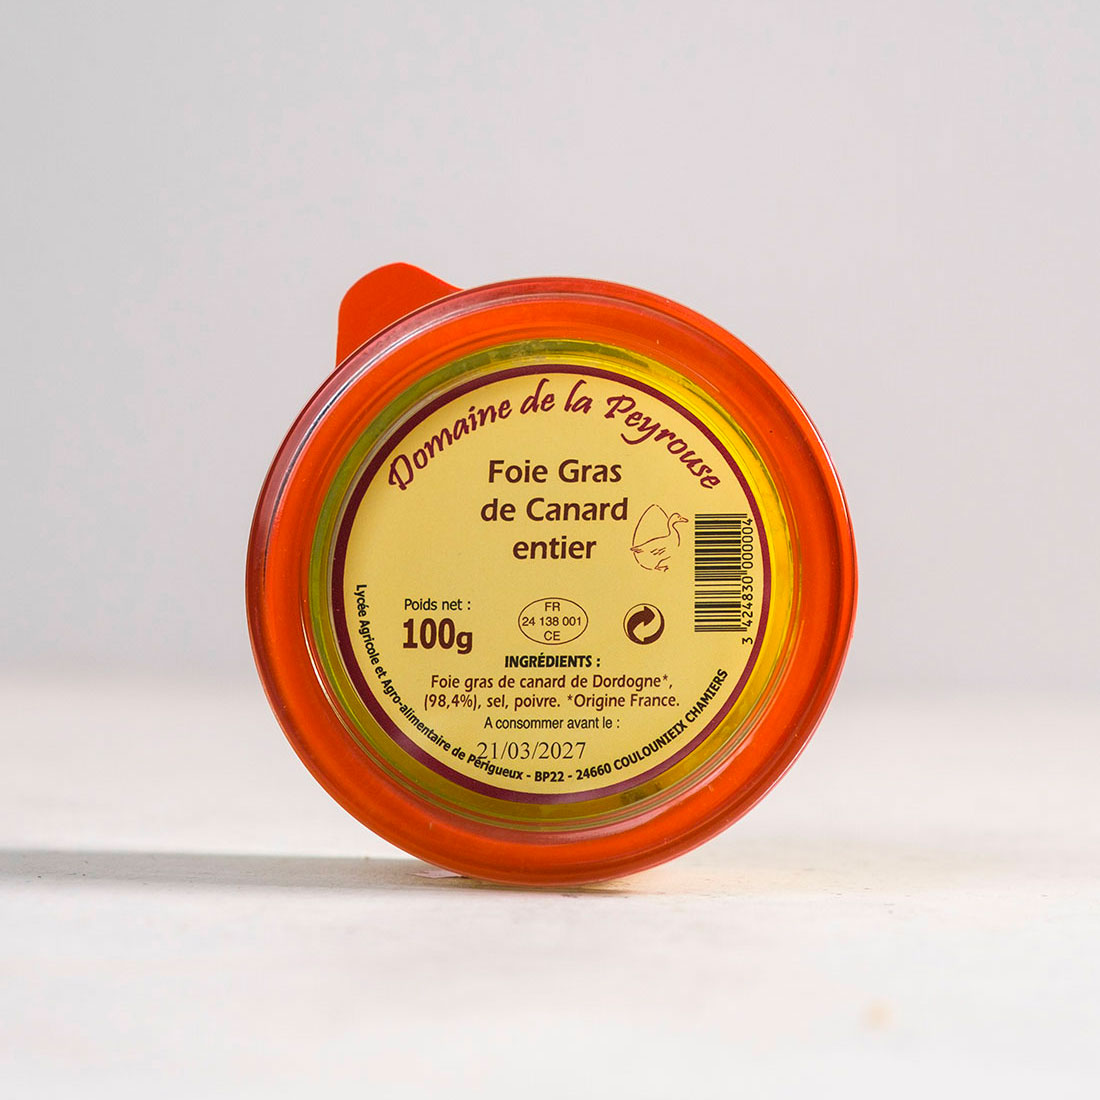 Domaine de la Peyrouse
Foie Gras
de Canard
entier
Poids net :
100g
FR
24 138 001
CE
3 424830 000004
INGRÉDIENTS :
Foie gras de canard de Dordogne*,
(98,4%), sel, poivre. *Origine France.
A consommer avant le :
21/03/2027
Lycée Agricole et Agro-alimentaire de Périgueux - BP22 - 24660 COULOUNIEIX CHAMIERS